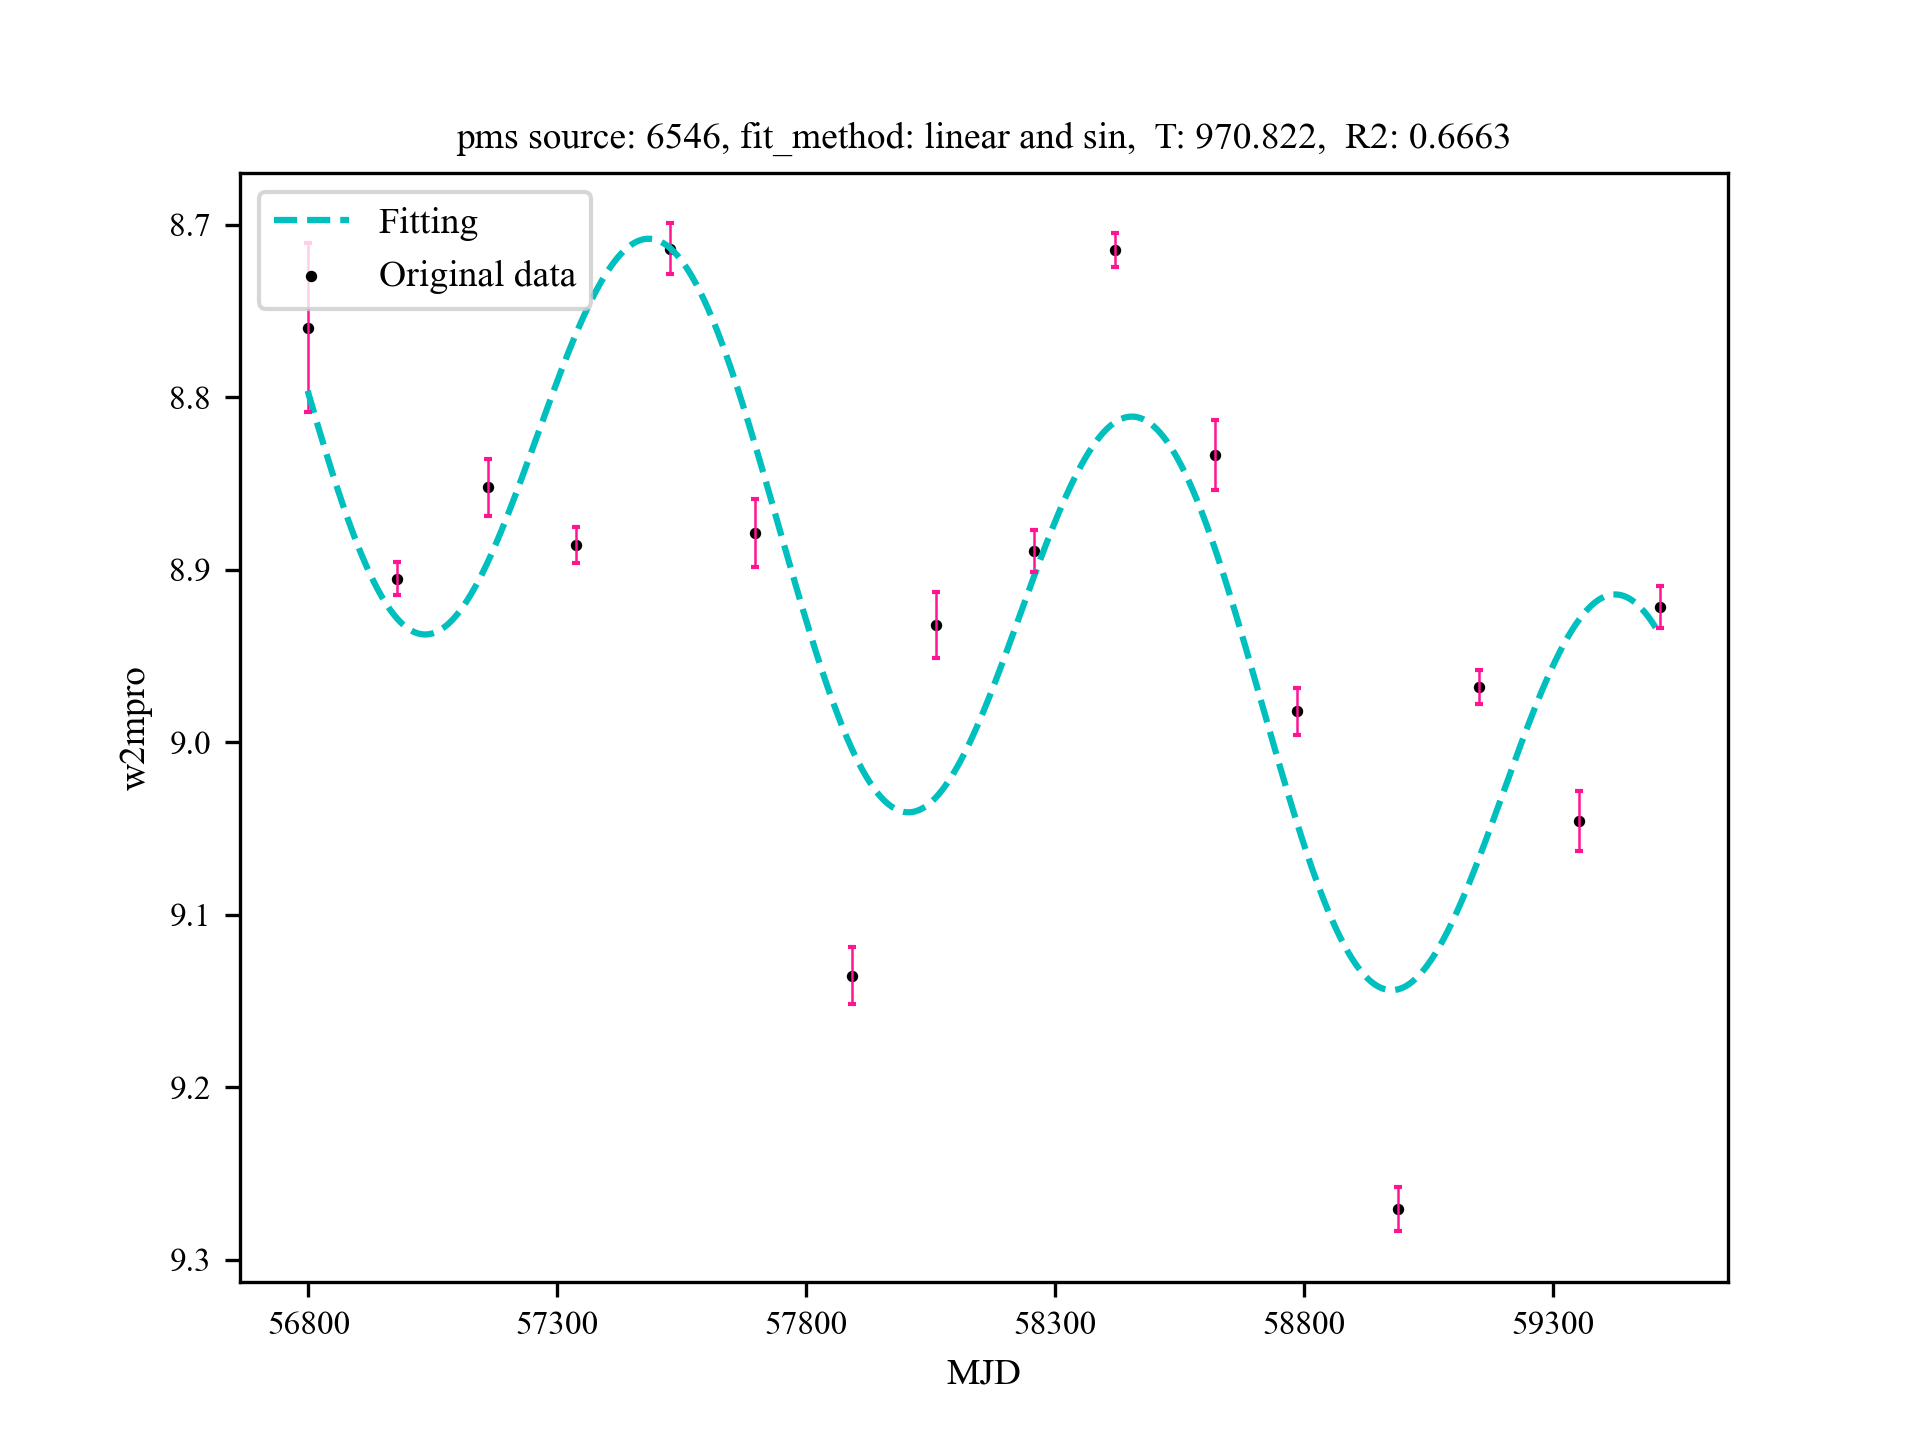 pms source: 6546, fit_method: linear and sin,  T: 970.822,  R2: 0.6663
Fitting
Original data
8.7
8.8
8.9
9.0
9.1
9.2
9.3
w2mpro
56800 57300 57800 58300 58800 59300
MJD